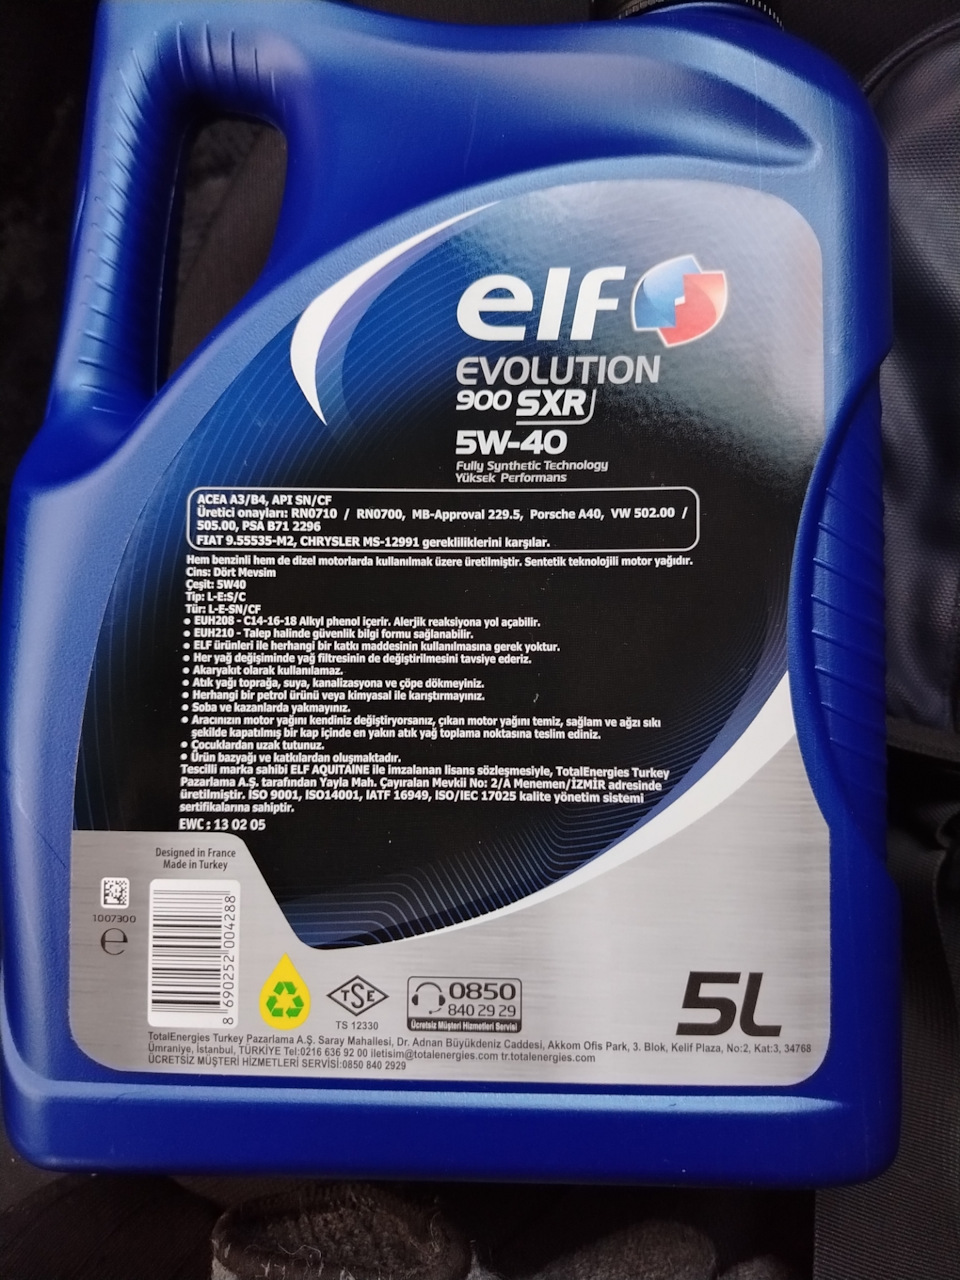 elf
EVOLUTION
900 SXR
5W-40
Fully Synthetic Technology
Yüksek Performans
ACEA A3/B4, API SN/CF
Üretici onayları: RN0710 / RN0700, MB-Approval 229.5, Porsche A40, VW 502.00 /
505.00, PSA B71 2296
FIAT 9.55535-M2, CHRYSLER MS-12991 gerekliliklerini karşılar.
Hem benzinli hem de dizel motorlarda kullanılmak üzere üretilmiştir. Sentetik teknolojili motor yağıdır.
Cins: Dört Mevsim
Çeşit: 5W40
Tip: L-E:S/C
Tür: L-E-SN/CF
• EUH208 - C14-16-18 Alkyl phenol içerir. Alerjik reaksiyona yol açabilir.
• EUH210 - Talep halinde güvenlik bilgi formu sağlanabilir.
• ELF ürünleri ile herhangi bir katkı maddesinin kullanılmasına gerek yoktur.
• Her yağ değişiminde yağ filtresinin de değiştirilmesi tavsiye ederiz.
• Akaryakıt olarak kullanılamaz.
• Atık yağı toprağa, suya, kanalizasyona ve çöpe dökmeyiniz.
• Herhangi bir petrol ürünü veya kimyasal ile karıştırmayınız.
• Soba ve kazanlarda yakmayınız.
• Aracınızın motor yağını kendiniz değiştiriyorsanız, çıkan motor yağını temiz, sağlam ve ağzı sıkı
şekilde kapatılmış bir kap içinde en yakın atık yağ toplama noktasına teslim ediniz.
• Çocuklardan uzak tutunuz.
• Ürün bazyağı ve katkılardan oluşmaktadır.
Tescilli marka sahibi ELF AQUITAINE ile imzalanan lisans sözleşmesiyle, TotalEnergies Turkey
Pazarlama A.Ş. tarafından Yayla Mah. Çayıralan Mevkii No: 2/A Menemen/İZMİR adresinde
üretilmiştir. ISO 9001, ISO14001, IATF 16949, ISO/IEC 17025 kalite yönetim sistemi
sertifikalarına sahiptir.
EWC : 13 02 05
Designed in France
Made in Turkey
1007300
e
8 690252 004288
TSE
TS 12330
0850
840 29 29
Ücretsiz Müşteri Hizmetleri Servisi
5L
TotalEnergies Turkey Pazarlama A.Ş. Saray Mahallesi, Dr. Adnan Büyükdeniz Caddesi, Akkom Ofis Park, 3. Blok, Kelif Plaza, No:2, Kat:3, 34768
Ümraniye, İstanbul, TÜRKİYE Tel:0216 636 92 00 iletisim@totalenergies.com tr.totalenergies.com
ÜCRETSİZ MÜŞTERİ HİZMETLERİ SERVİSİ:0850 840 2929